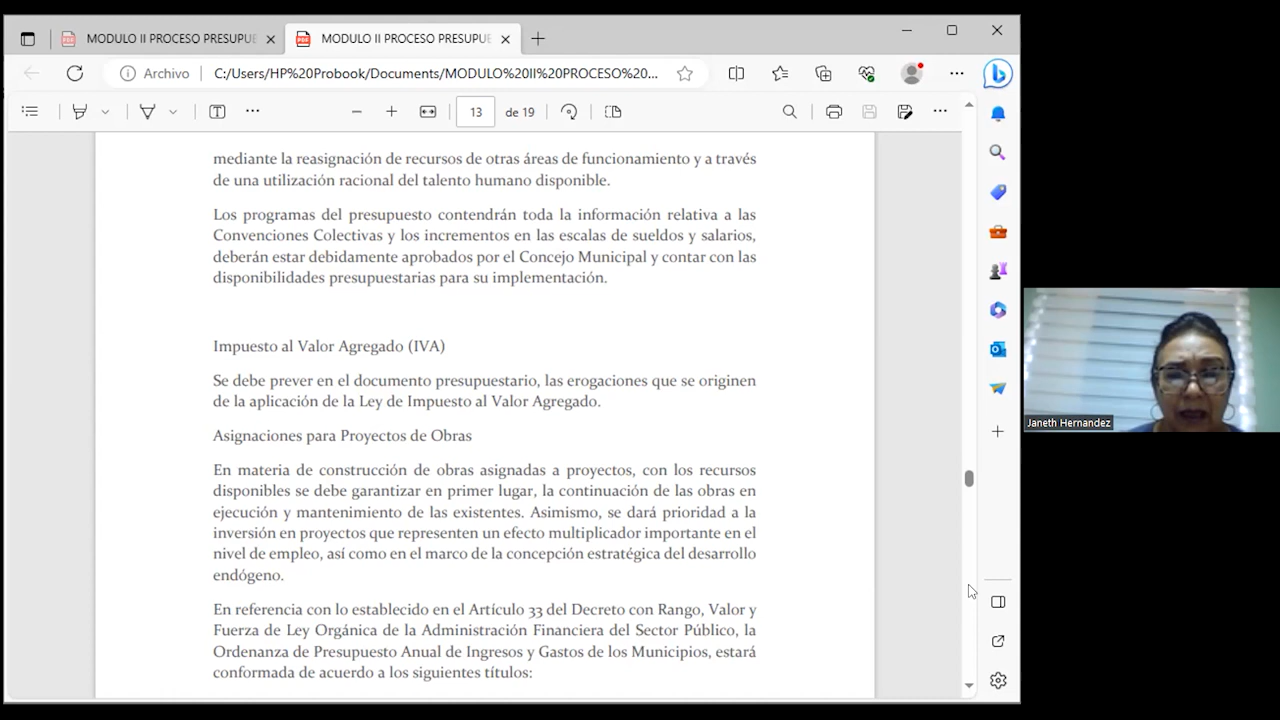 MODULO II PROCESO PRESUPUE
MODULO II PROCESO PRESUPUE
Archivo
C:/Users/HP%20Probook/Documents/MODULO%20II%20PROCESO%20...
13 de 19
mediante la reasignación de recursos de otras áreas de funcionamiento y a través
de una utilización racional del talento humano disponible.
Los programas del presupuesto contendrán toda la información relativa a las
Convenciones Colectivas y los incrementos en las escalas de sueldos y salarios,
deberán estar debidamente aprobados por el Concejo Municipal y contar con las
disponibilidades presupuestarias para su implementación.
Impuesto al Valor Agregado (IVA)
Se debe prever en el documento presupuestario, las erogaciones que se originen
de la aplicación de la Ley de Impuesto al Valor Agregado.
Asignaciones para Proyectos de Obras
En materia de construcción de obras asignadas a proyectos, con los recursos
disponibles se debe garantizar en primer lugar, la continuación de las obras en
ejecución y mantenimiento de las existentes. Asimismo, se dará prioridad a la
inversión en proyectos que representen un efecto multiplicador importante en el
nivel de empleo, así como en el marco de la concepción estratégica del desarrollo
endógeno.
En referencia con lo establecido en el Artículo 33 del Decreto con Rango, Valor y
Fuerza de Ley Orgánica de la Administración Financiera del Sector Público, la
Ordenanza de Presupuesto Anual de Ingresos y Gastos de los Municipios, estará
conformada de acuerdo a los siguientes títulos:
Janeth Hernandez